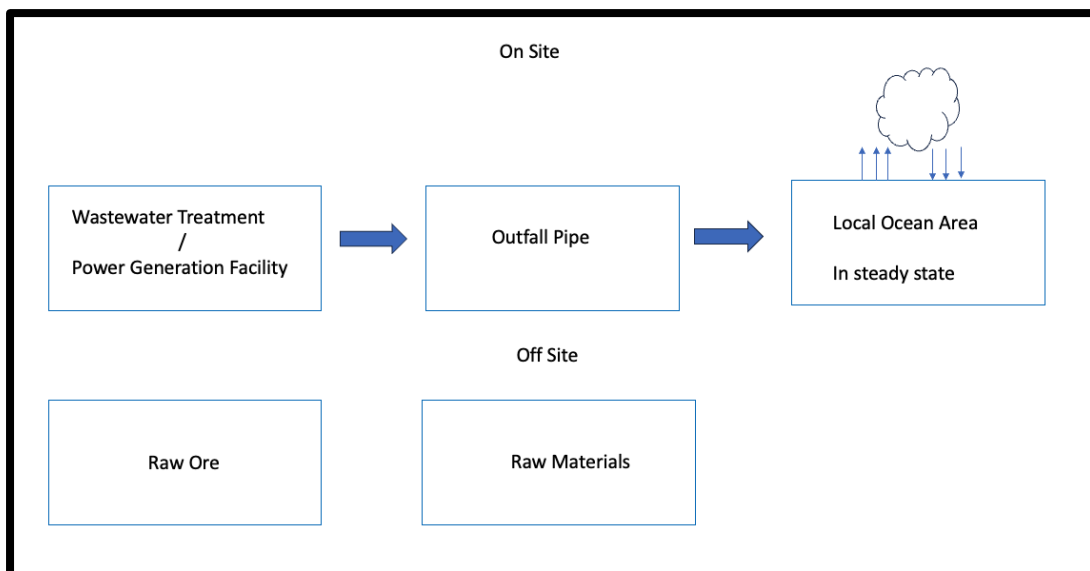 On Site
Wastewater Treatment
/
Power Generation Facility
Outfall Pipe
Local Ocean Area
In steady state
Off Site
Raw Ore
Raw Materials